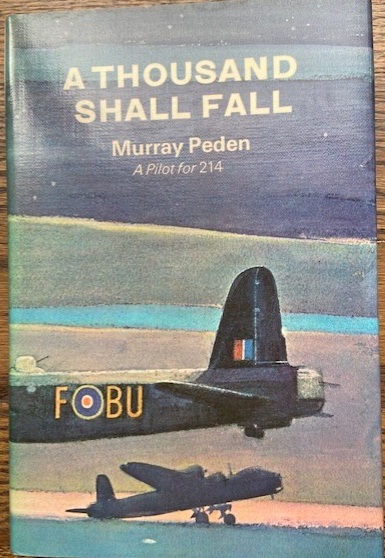 A THOUSAND
SHALL FALL
Murray Peden
A Pilot for 214
F BU